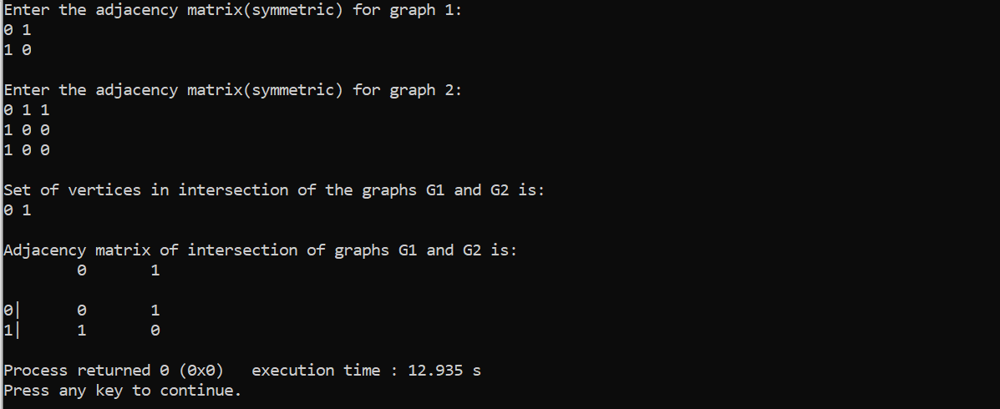 Enter the adjacency matrix(symmetric) for graph 1:
0 1
1 0
Enter the adjacency matrix(symmetric) for graph 2:
0 1 1
1 0 0
1 0 0
Set of vertices in intersection of the graphs G1 and G2 is:
0 1
Adjacency matrix of intersection of graphs G1 and G2 is:
        0       1
0|      0       1
1|      1       0
Process returned 0 (0x0)   execution time : 12.935 s
Press any key to continue.